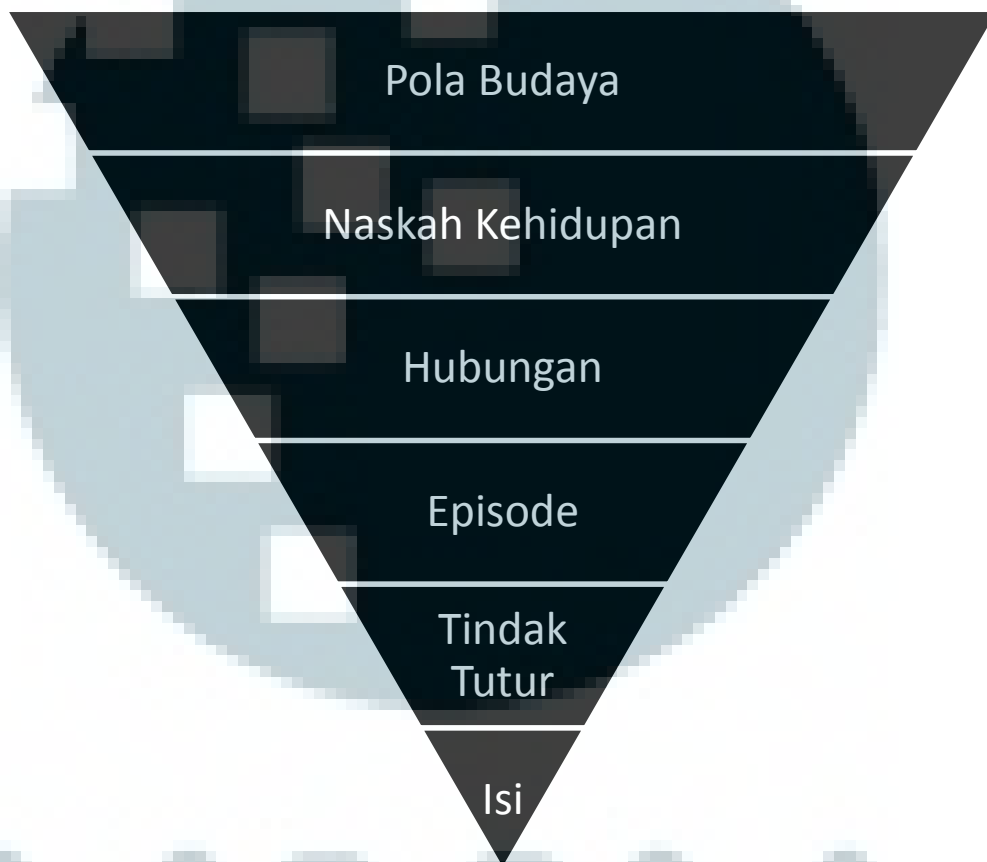 Pola Budaya
Naskah Kehidupan
Hubungan
Episode
Tindak
Tutur
Isi